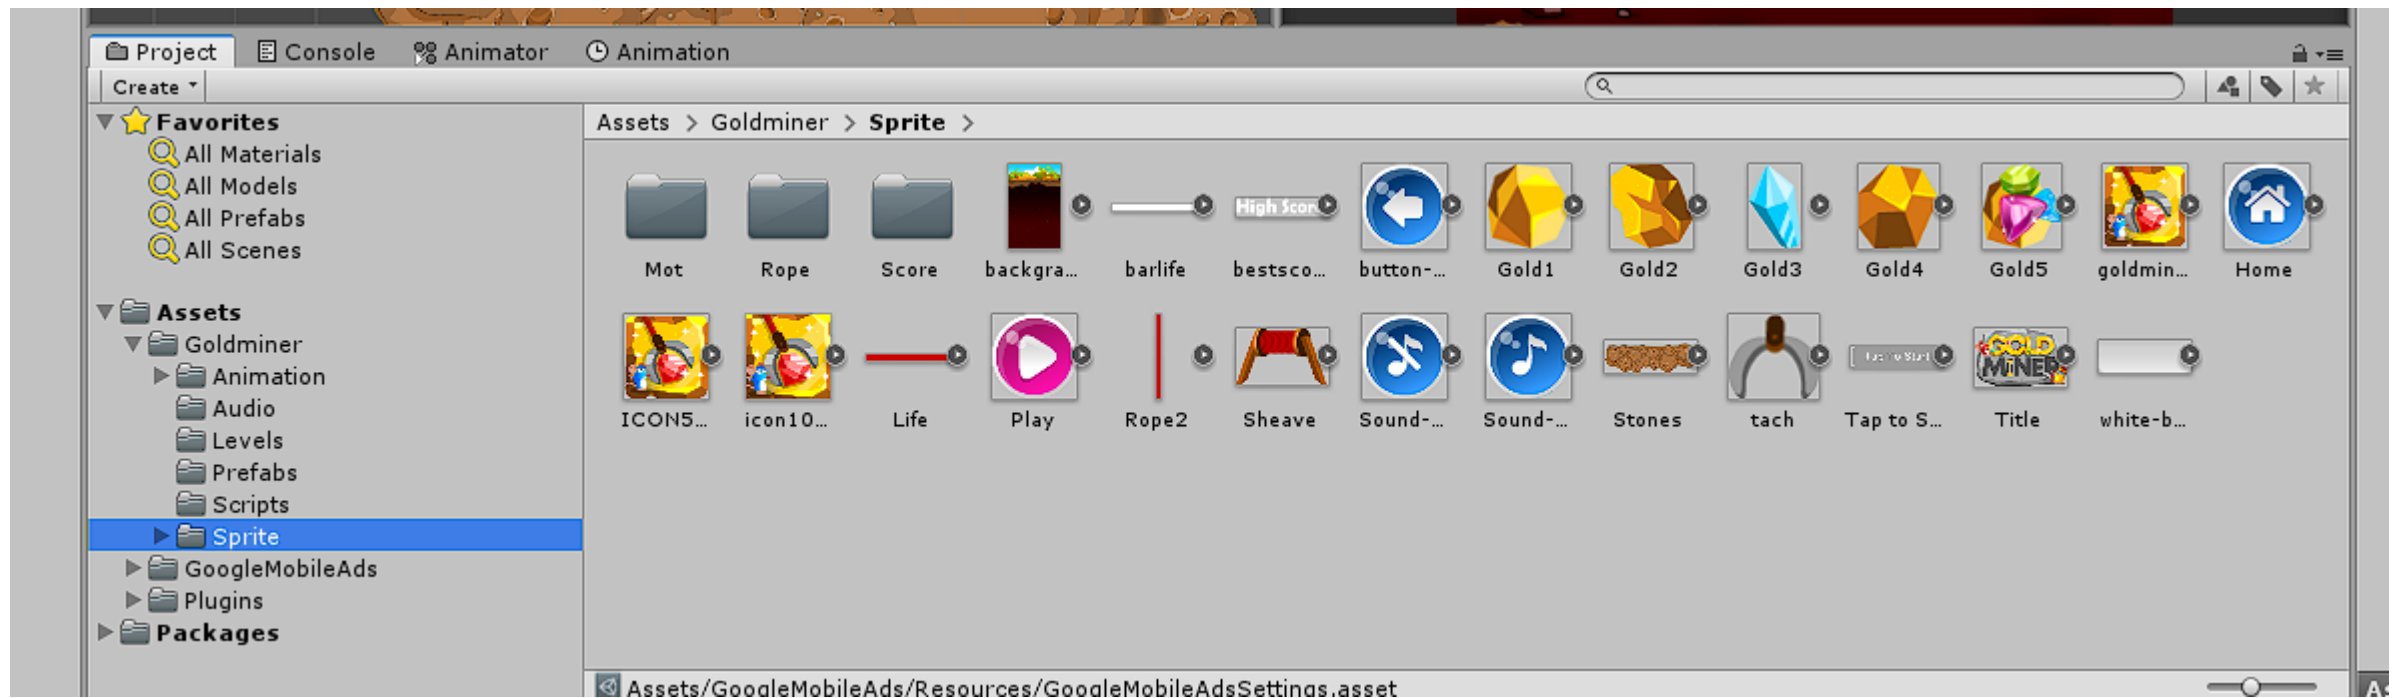 Project Console Animator Animation
Create
Favorites
All Materials
All Models
All Prefabs
All Scenes
Assets
Goldminer
Animation
Audio
Levels
Prefabs
Scripts
Sprite
GoogleMobileAds
Plugins
Packages
Assets > Goldminer > Sprite >
High Scor
Mot Rope Score backgra... barlife bestsco... button-... Gold1 Gold2 Gold3 Gold4 Gold5 goldmin... Home
Tap to Start
GOLD
MINER
ICON5... icon10... Life Play Rope2 Sheave Sound-... Sound-... Stones tach Tap to S... Title white-b...
Assets/GoogleMobileAds/Resources/GoogleMobileAdsSettings.asset